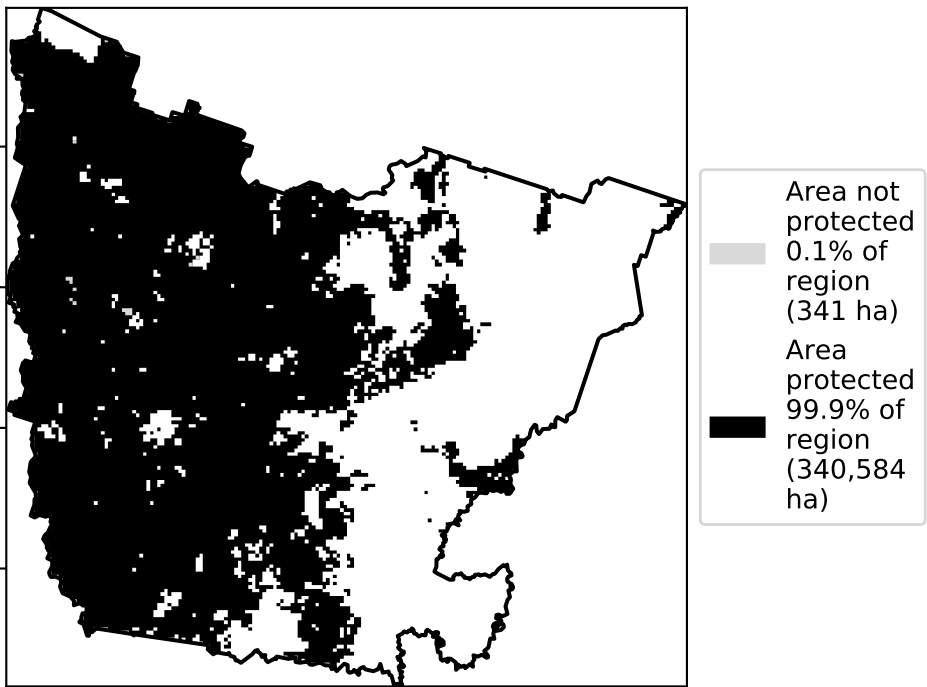 Area not
protected
0.1% of
region
(341 ha)
Area
protected
99.9% of
region
(340,584
ha)